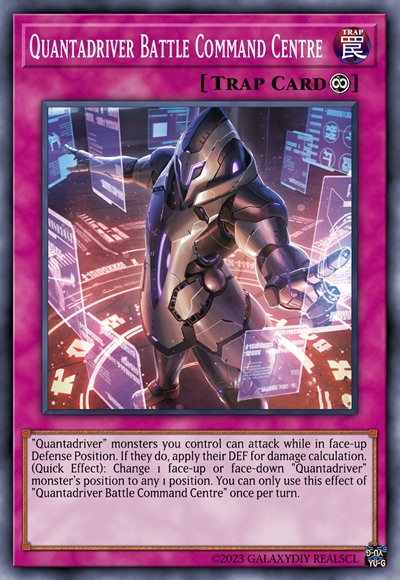 Quantadriver Battle Command Centre
TRAP
罠
[Trap Card]
"Quantadriver" monsters you control can attack while in face-up
Defense Position. If they do, apply their DEF for damage calculation.
(Quick Effect): Change 1 face-up or face-down "Quantadriver"
monster's position to any 1 position. You can only use this effect of
"Quantadriver Battle Command Centre" once per turn.
©2023 GALAXYDIY REALSCL
YU-G